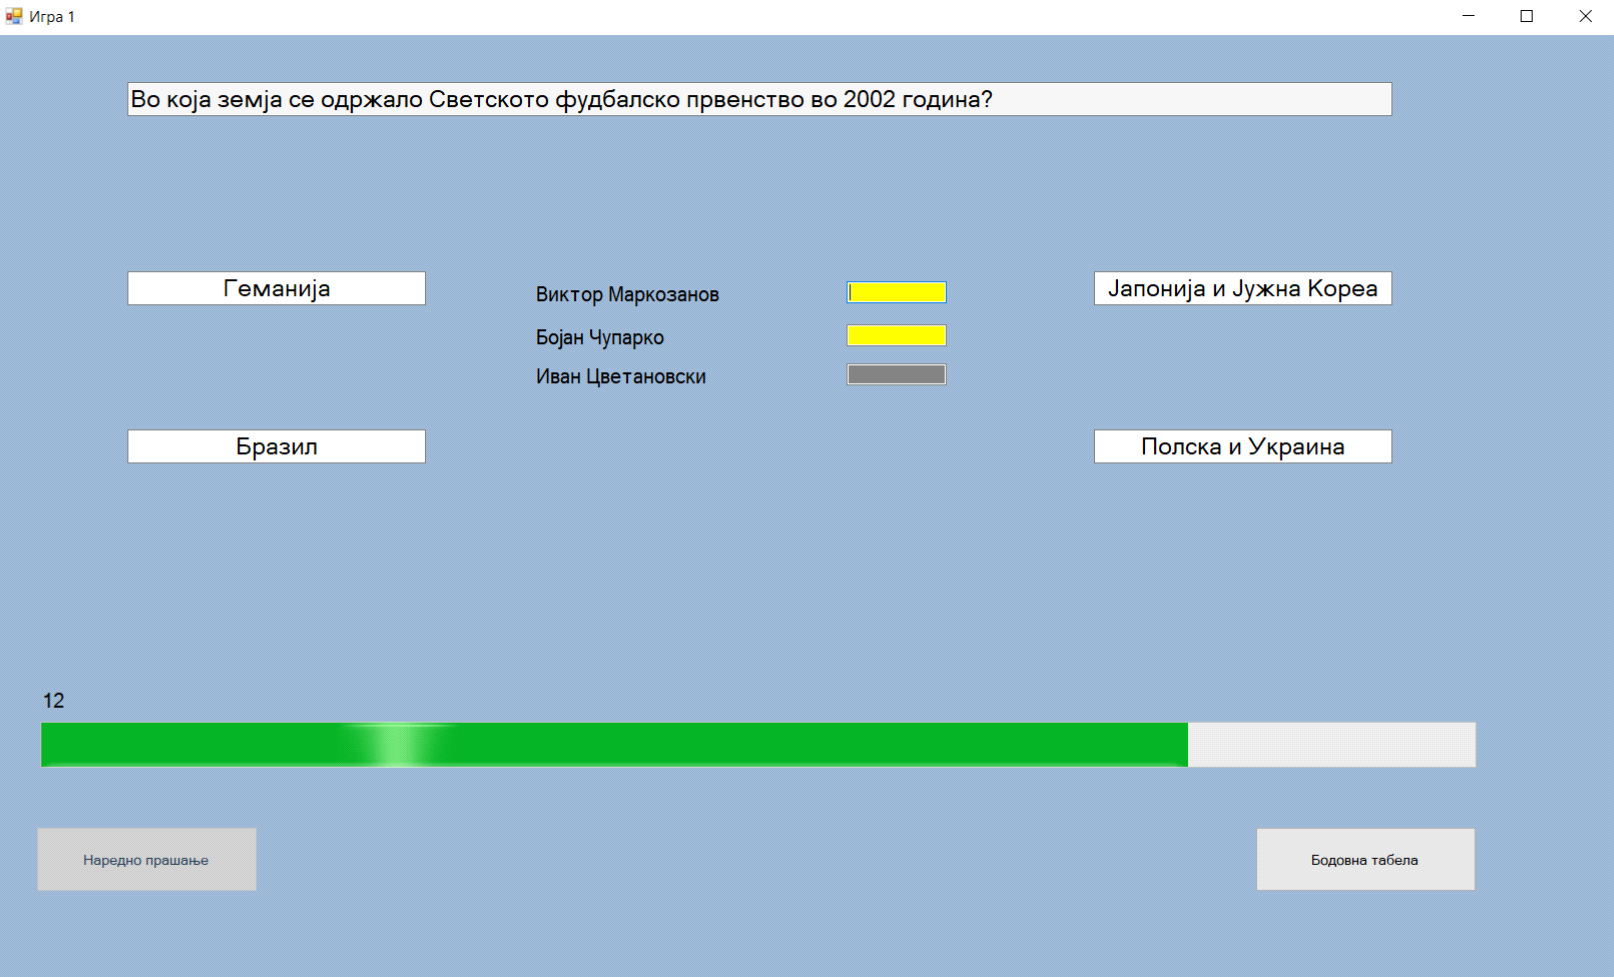 Игра 1
Во која земја се одржало Светското фудбалско првенство во 2002 година?
Геманија
Виктор Маркозанов
Јапонија и Јужна Кореа
Бојан Чупарко
Иван Цветановски
Бразил
Полска и Украина
12
Наредно прашање
Бодовна табела